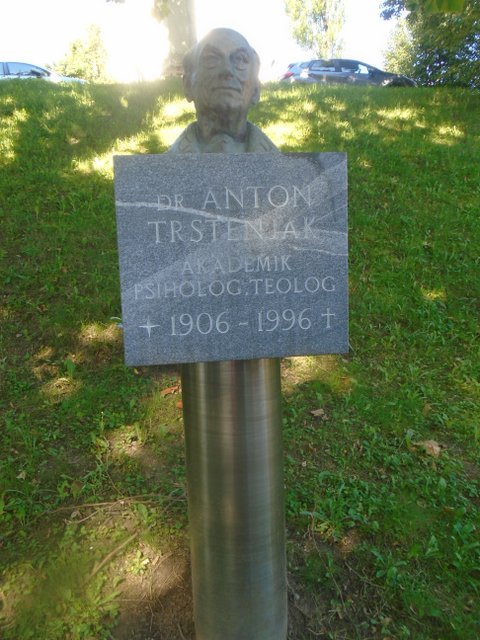 DR. ANTON
TRSTENJAK
AKADEMIK
PSIHOLOG, TEOLOG
1906 - 1996 †